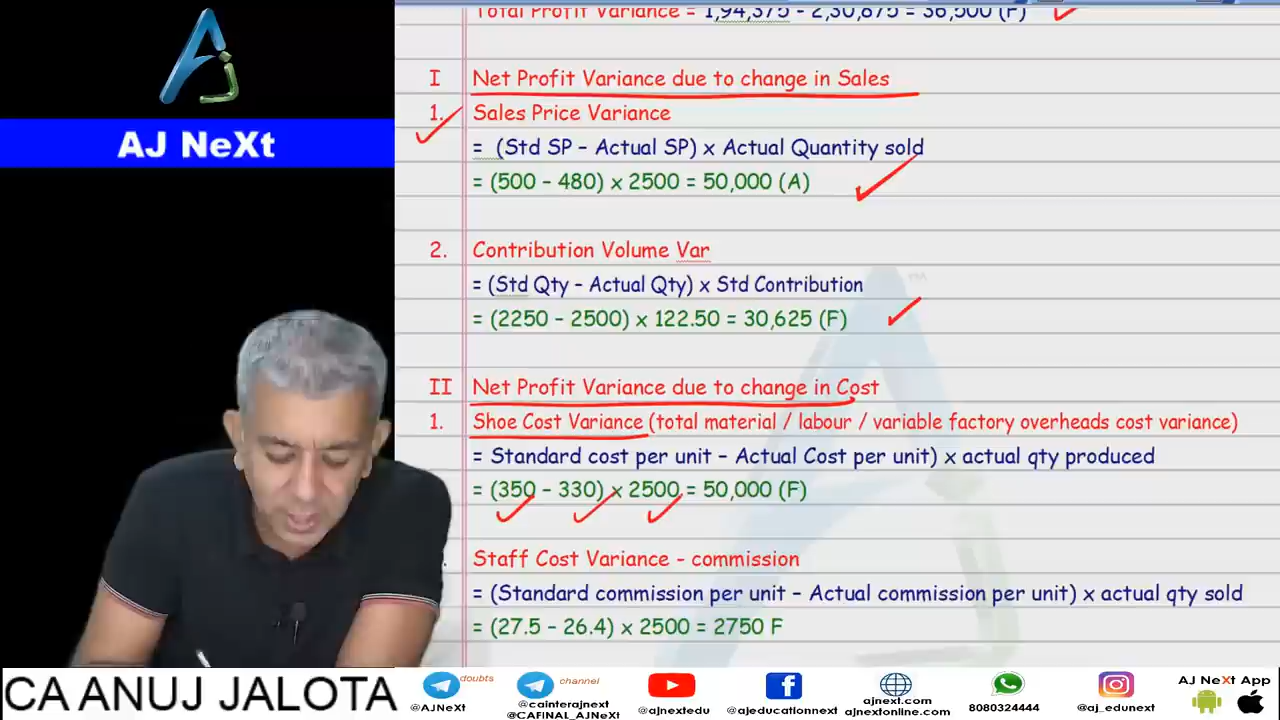 Total Profit Variance = 1,94,375 - 2,30,875 = 36,500 (F)
AJ NeXt
I Net Profit Variance due to change in Sales
1. Sales Price Variance
= (Std SP – Actual SP) x Actual Quantity sold
= (500 – 480) x 2500 = 50,000 (A)
2. Contribution Volume Var
= (Std Qty – Actual Qty) x Std Contribution
= (2250 – 2500) x 122.50 = 30,625 (F)
II Net Profit Variance due to change in Cost
1. Shoe Cost Variance (total material / labour / variable factory overheads cost variance)
= Standard cost per unit – Actual Cost per unit) x actual qty produced
= (350 – 330) x 2500 = 50,000 (F)
Staff Cost Variance - commission
= (Standard commission per unit – Actual commission per unit) x actual qty sold
= (27.5 – 26.4) x 2500 = 2750 F
CA ANUJ JALOTA
doubts
@AJNeXt
channel
@cainterajnext
@CAFINAL_AJNeXt
@ajnextedu
@ajeducationnext
ajnext.com
ajnextonline.com
8080324444
@aj_edunext
AJ NeXt App